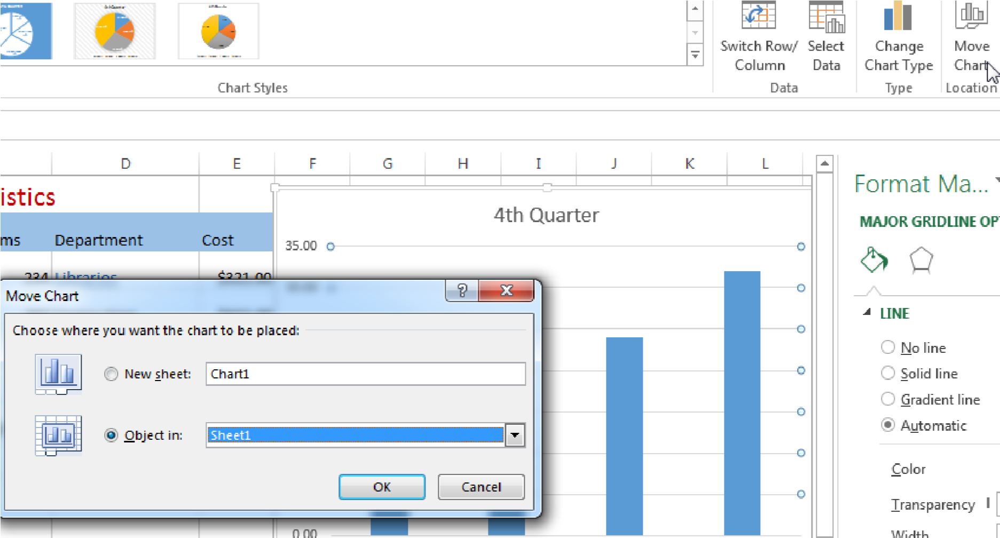 Switch Row/ Column
Select Data
Change Chart Type
Move Chart
Chart Styles
Data
Type
Location
D E F G H I J K L
istics
ms Department Cost
234 Libraries $321.00
4th Quarter
35.00
0.00
Move Chart
?
Choose where you want the chart to be placed:
New sheet: Chart1
Object in: Sheet1
OK Cancel
Format Ma...
MAJOR GRIDLINE OP
LINE
No line
Solid line
Gradient line
Automatic
Color
Transparency
Width